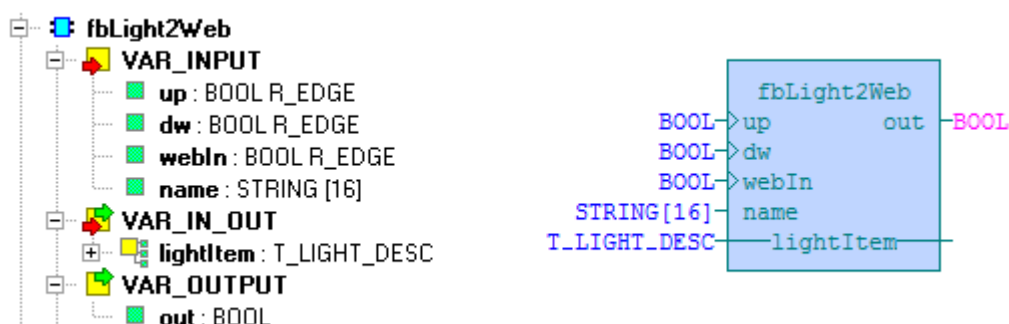 fbLight2Web
VAR_INPUT
up : BOOL R_EDGE
dw : BOOL R_EDGE
webIn : BOOL R_EDGE
name : STRING [16]
VAR_IN_OUT
lightItem : T_LIGHT_DESC
VAR_OUTPUT
out : BOOL
fbLight2Web
BOOL up out BOOL
BOOL dw
BOOL webIn
STRING[16] name
T_LIGHT_DESC lightItem